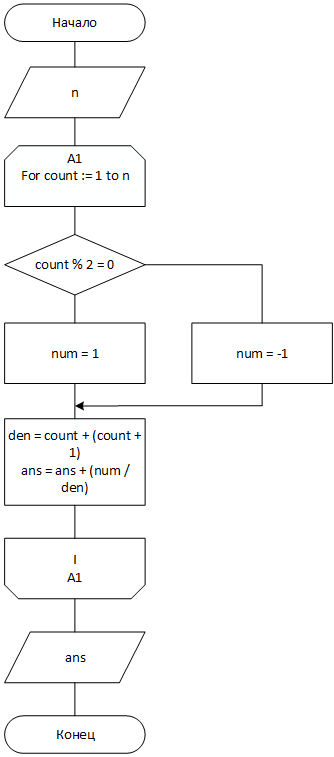 Начало
n
A1
For count := 1 to n
count % 2 = 0
num = 1
num = -1
den = count + (count +
1)
ans = ans + (num /
den)
I
A1
ans
Конец